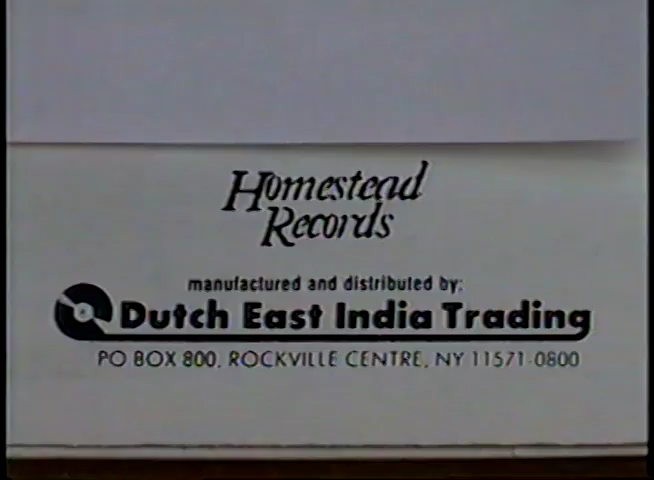 Homestead
Records
manufactured and distributed by:
Dutch East India Trading
PO BOX 800, ROCKVILLE CENTRE, NY 11571-0800